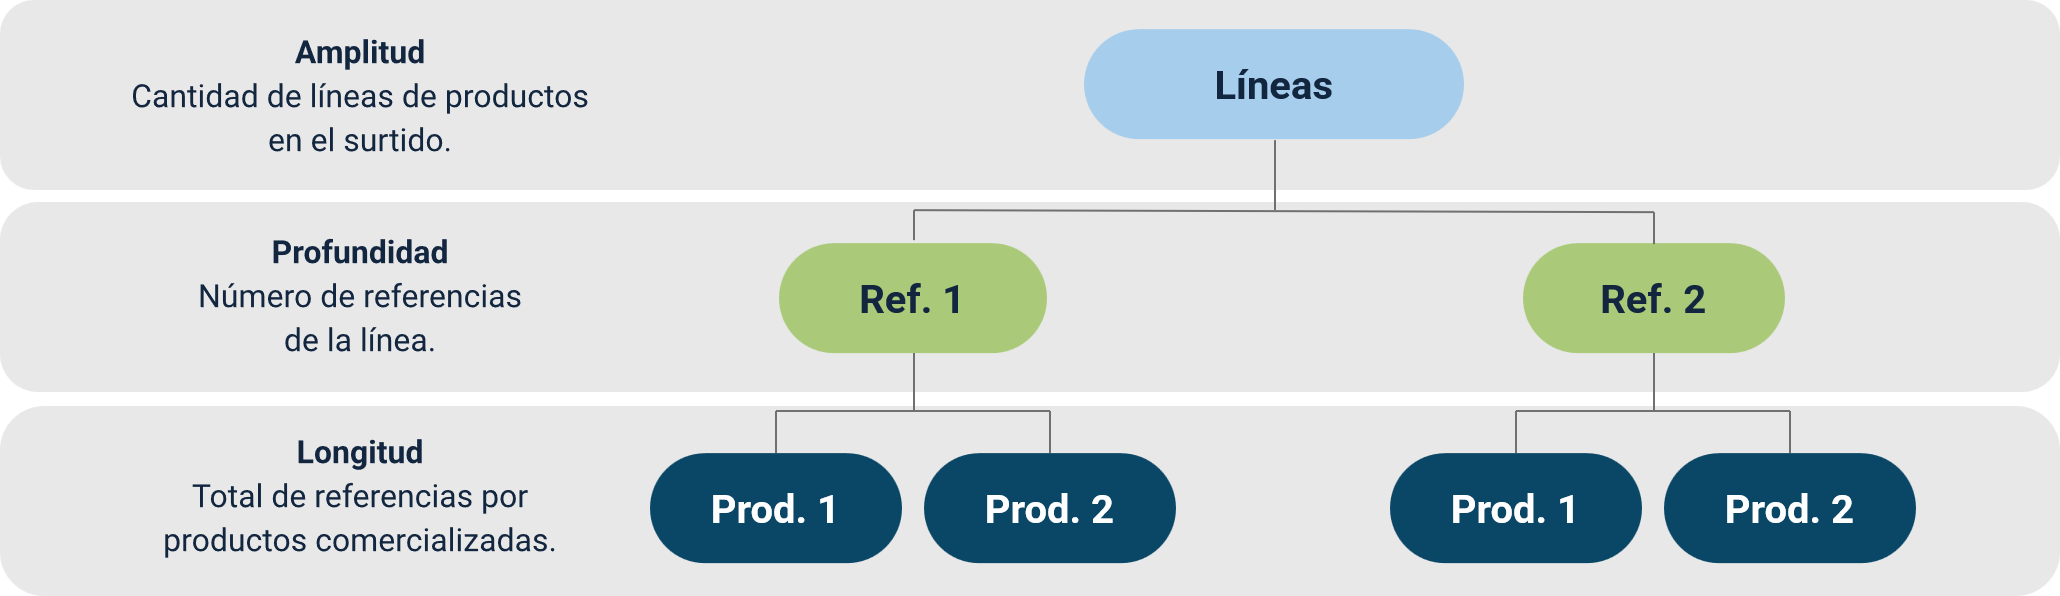 Amplitud
Cantidad de líneas de productos
en el surtido.
Líneas
Profundidad
Número de referencias
de la línea.
Ref. 1
Ref. 2
Longitud
Total de referencias por
productos comercializadas.
Prod. 1
Prod. 2
Prod. 1
Prod. 2